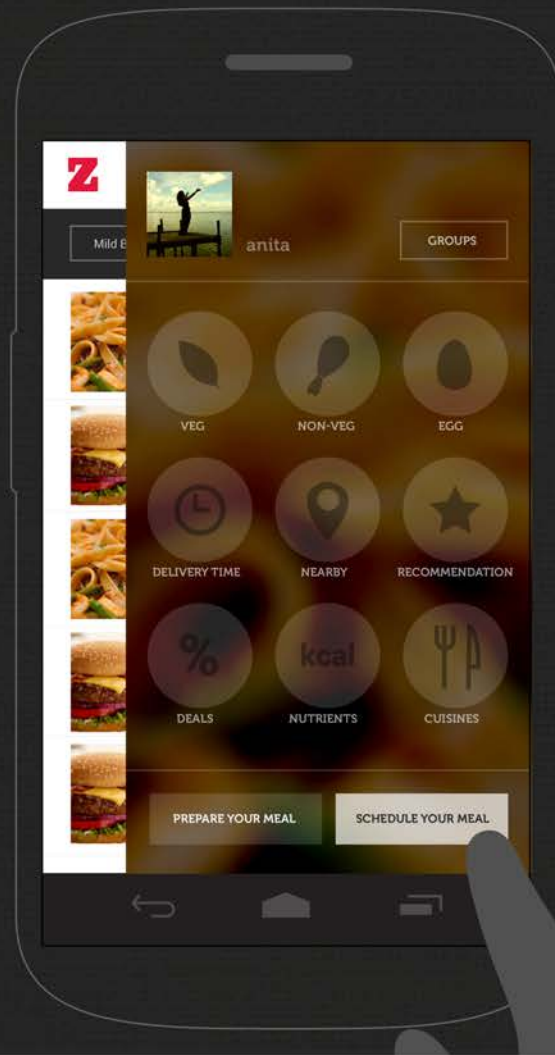 Z
Mild B
anita
GROUPS
VEG NON-VEG EGG
DELIVERY TIME NEARBY RECOMMENDATION
% kcal
DEALS NUTRIENTS CUISINES
PREPARE YOUR MEAL SCHEDULE YOUR MEAL